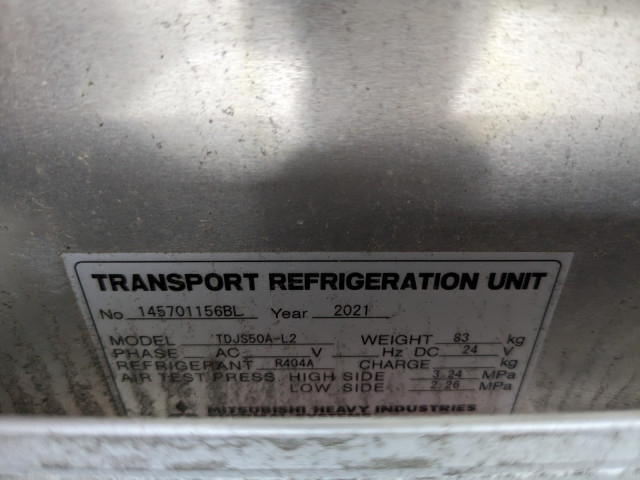 TRANSPORT REFRIGERATION UNIT
No 145701156BL Year 2021
MODEL TDJS50A-L2 WEIGHT 83 kg
PHASE AC V Hz DC 24 V
REFRIGERANT R404A CHARGE kg
AIR TEST PRESS. HIGH SIDE 3.24 MPa
LOW SIDE 2.26 MPa
MITSUBISHI HEAVY INDUSTRIES